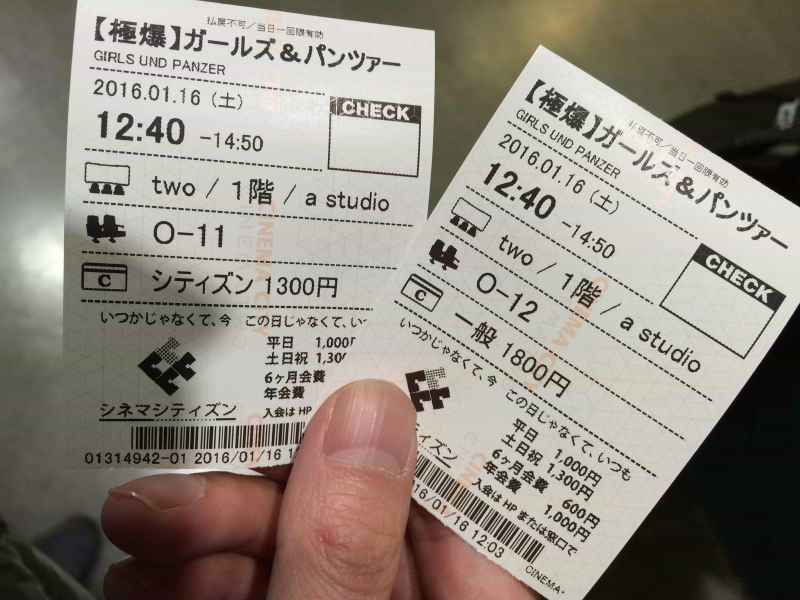 払戻不可／当日一回限有効
【極爆】ガールズ&パンツァー
GIRLS UND PANZER
2016.01.16（土）
12:40 -14:50
CHECK
two / 1階 / a studio
O-11
C シティズン 1300円
いつかじゃなくて、今 この日じゃなくて、い
平日 1,000円
土日祝 1,300
6ヶ月会費
年会費
シネマシティズン
入会は HP
01314942-01 2016/01/16
払戻不可／当日一回限有効
【極爆】ガールズ&パンツァー
GIRLS UND PANZER
2016.01.16（土）
12:40 -14:50
CHECK
two / 1階 / a studio
O-12
C 一般 1800円
いつかじゃなくて、今 この日じゃなくて、いつも
平日 1,000円
土日祝 1,300円
6ヶ月会費 600円
年会費 1,000円
シティズン
入会は HP または窓口で
16/01/16 12:03
CINEMA